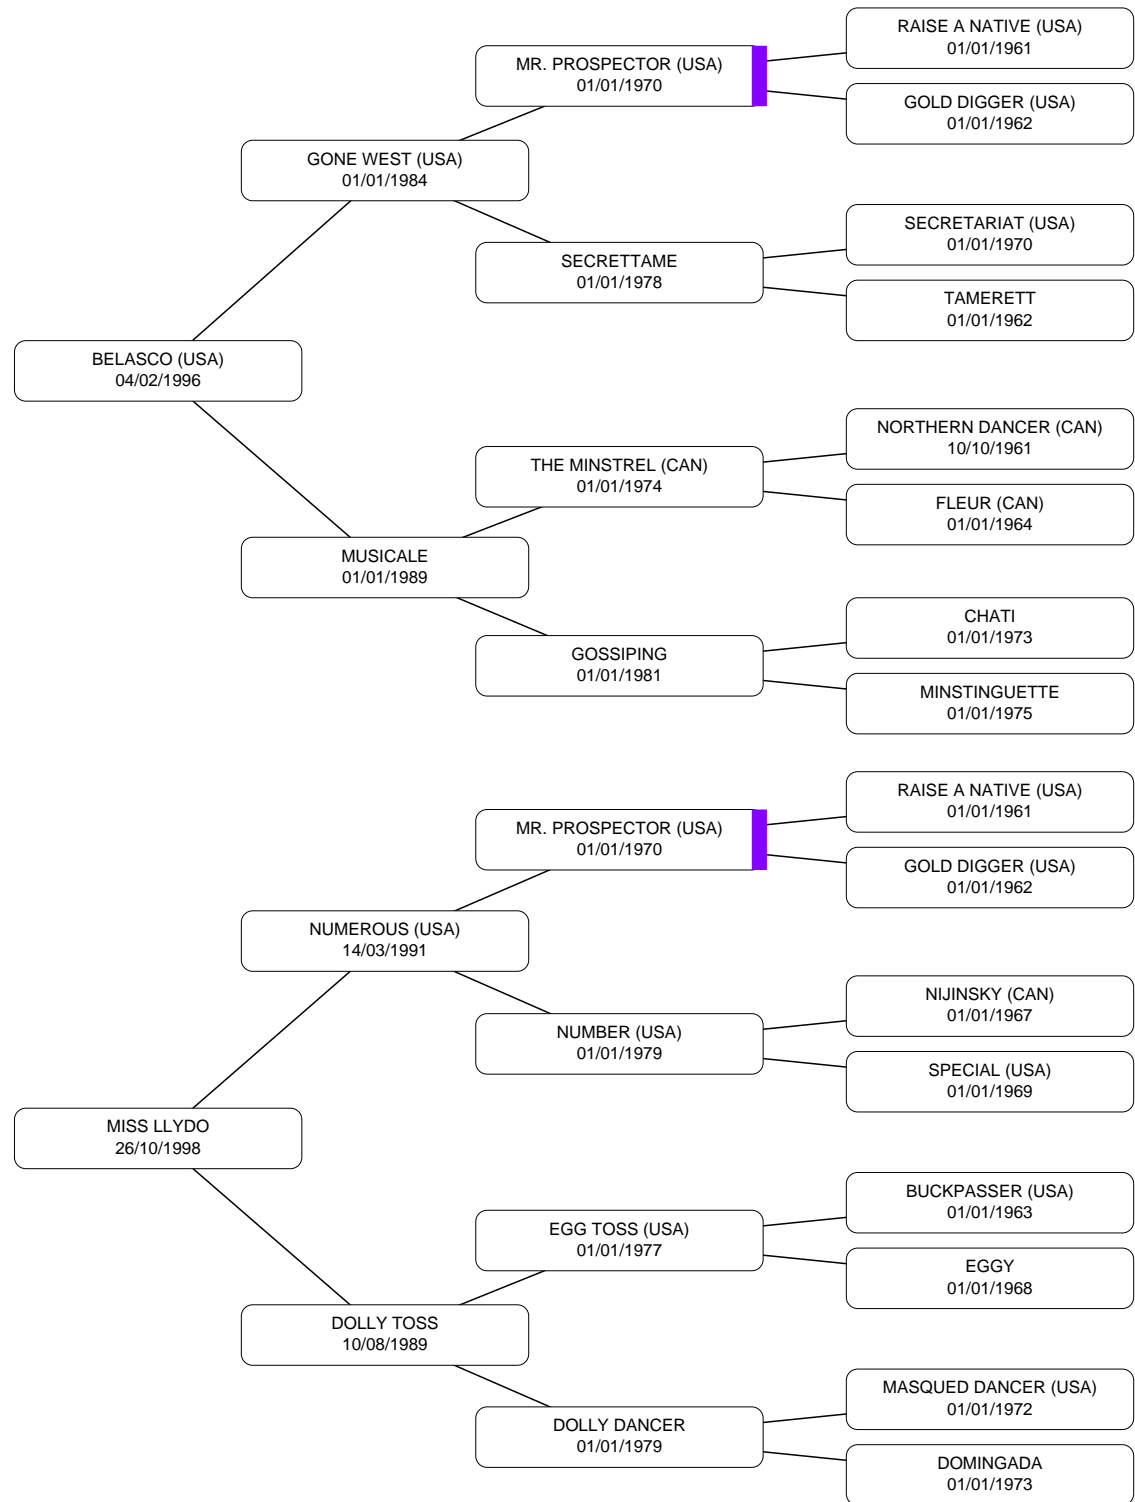 RAISE A NATIVE (USA)
01/01/1961
MR. PROSPECTOR (USA)
01/01/1970
GOLD DIGGER (USA)
01/01/1962
GONE WEST (USA)
01/01/1984
SECRETARIAT (USA)
01/01/1970
SECRETTAME
01/01/1978
TAMERETT
01/01/1962
BELASCO (USA)
04/02/1996
NORTHERN DANCER (CAN)
10/10/1961
THE MINSTREL (CAN)
01/01/1974
FLEUR (CAN)
01/01/1964
MUSICALE
01/01/1989
CHATI
01/01/1973
GOSSIPING
01/01/1981
MINSTINGUETTE
01/01/1975
RAISE A NATIVE (USA)
01/01/1961
MR. PROSPECTOR (USA)
01/01/1970
GOLD DIGGER (USA)
01/01/1962
NUMEROUS (USA)
14/03/1991
NIJINSKY (CAN)
01/01/1967
NUMBER (USA)
01/01/1979
SPECIAL (USA)
01/01/1969
MISS LLYDO
26/10/1998
BUCKPASSER (USA)
01/01/1963
EGG TOSS (USA)
01/01/1977
EGGY
01/01/1968
DOLLY TOSS
10/08/1989
MASQUED DANCER (USA)
01/01/1972
DOLLY DANCER
01/01/1979
DOMINGADA
01/01/1973